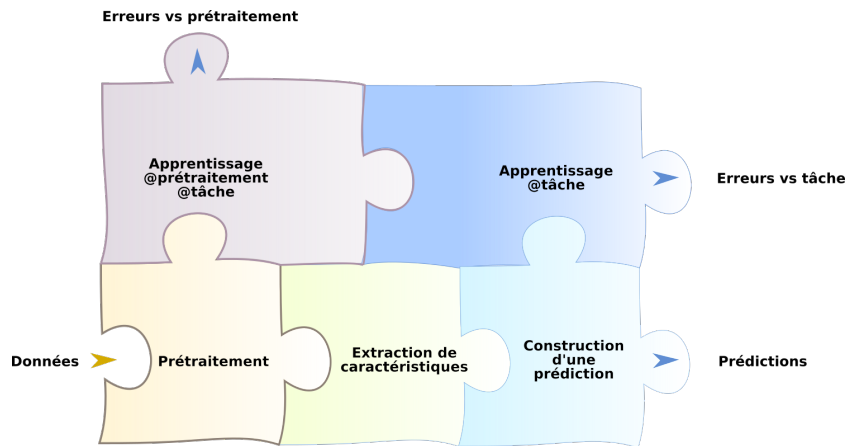 Erreurs vs prétraitement
Apprentissage
@prétraitement
@tâche
Apprentissage
@tâche
Erreurs vs tâche
Données
Prétraitement
Extraction de
caractéristiques
Construction
d'une
prédiction
Prédictions